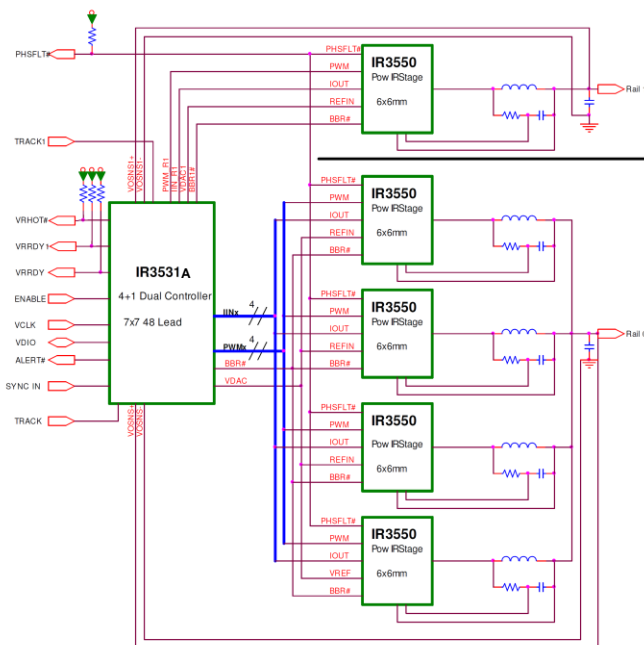 PHSFLT#
TRACK1
VOSNS1+
VOSNS1-
PWM_R1
IIN_R1
VDAC1
BBR1#
PHSFLT#
PWM
IOUT
REFIN
BBR#
IR3550
Pow IRStage
6x6mm
Rail
VRHOT#
VRRDY1
VRRDY
ENABLE
VCLK
VDIO
ALERT#
SYNC IN
TRACK
IR3531A
4+1 Dual Controller
7x7 48 Lead
IINx
4
PWMx
4
BBR#
VDAC
VOSNS+
VOSNS-
PHSFLT#
PWM
IOUT
REFIN
BBR#
IR3550
Pow IRStage
6x6mm
PHSFLT#
PWM
IOUT
REFIN
BBR#
IR3550
Pow IRStage
6x6mm
Rail
PHSFLT#
PWM
IOUT
REFIN
BBR#
IR3550
Pow IRStage
6x6mm
PHSFLT#
PWM
IOUT
VREF
BBR#
IR3550
Pow IRStage
6x6mm